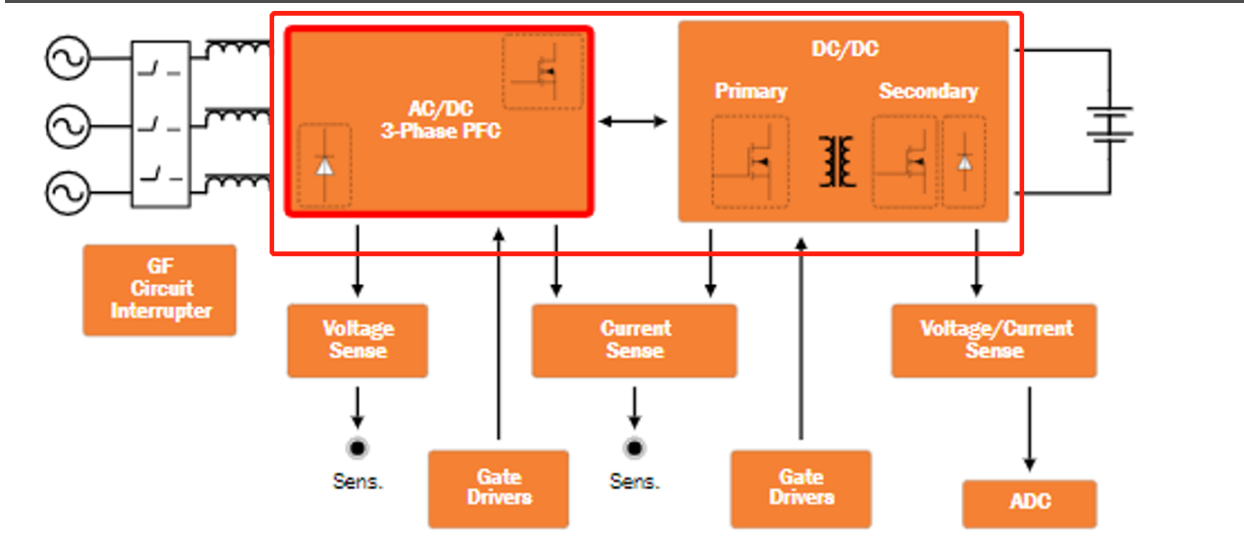 DC/DC
Primary
Secondary
AC/DC
3-Phase PFC
GF
Circuit
Interrupter
Voltage
Sense
Current
Sense
Voltage/Current
Sense
Sens.
Gate
Drivers
Sens.
Gate
Drivers
ADC